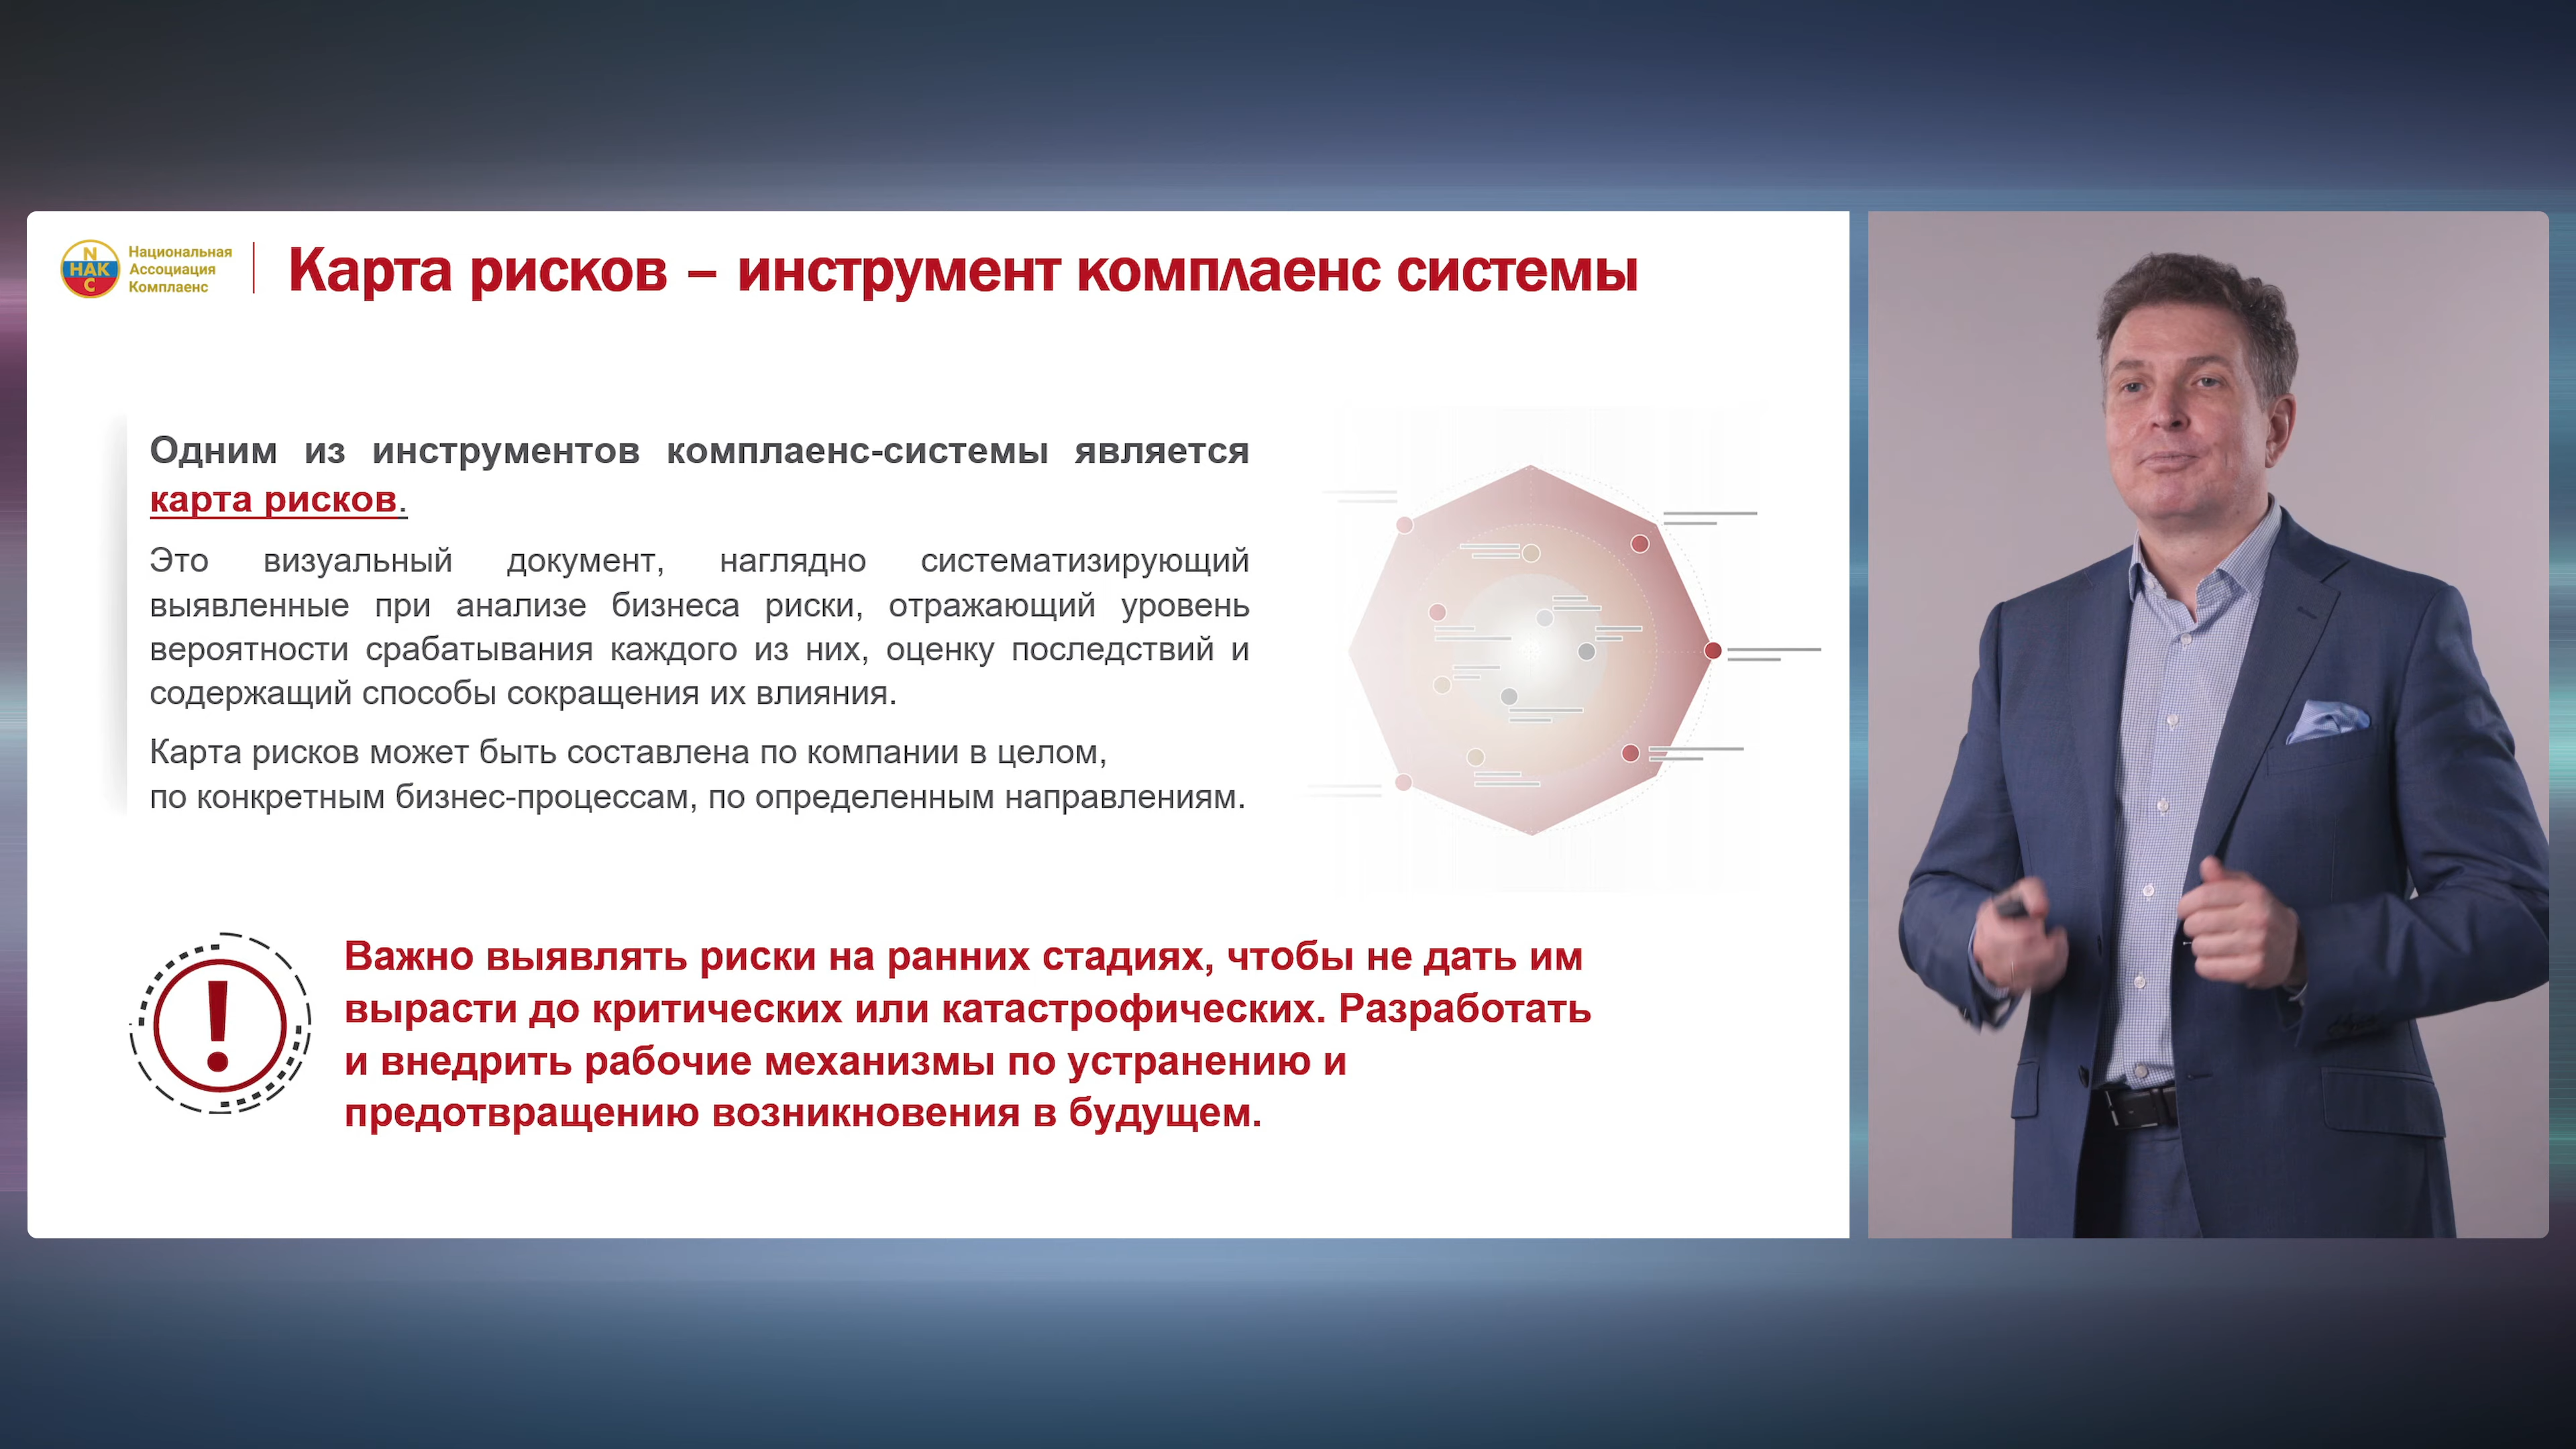 N
НАК
C
Национальная
Ассоциация
Комплаенс
Карта рисков – инструмент комплаенс системы
Одним из инструментов комплаенс-системы является
карта рисков.
Это визуальный документ, наглядно систематизирующий
выявленные при анализе бизнеса риски, отражающий уровень
вероятности срабатывания каждого из них, оценку последствий и
содержащий способы сокращения их влияния.
Карта рисков может быть составлена по компании в целом,
по конкретным бизнес-процессам, по определенным направлениям.
Важно выявлять риски на ранних стадиях, чтобы не дать им
вырасти до критических или катастрофических. Разработать
и внедрить рабочие механизмы по устранению и
предотвращению возникновения в будущем.